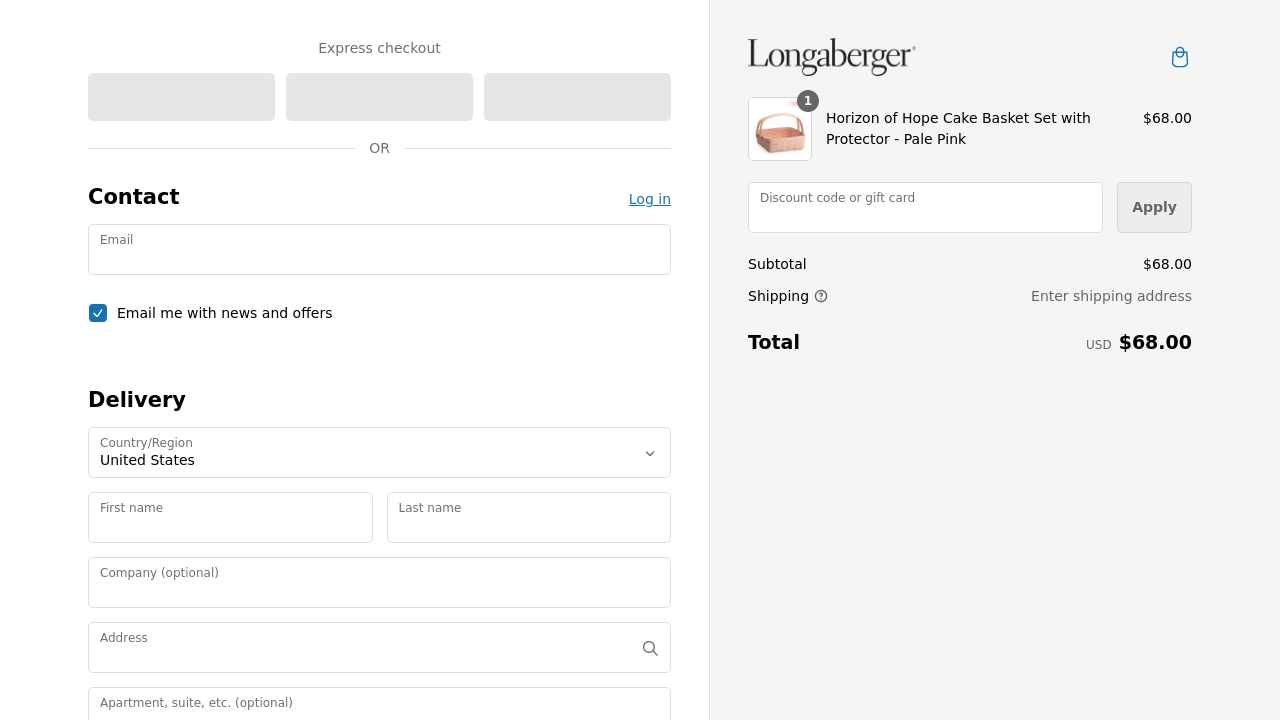 Express checkout
OR
Contact
Log in
Email
Email me with news and offers
Delivery
Country/Region
United States
First name
Last name
Company (optional)
Address
Apartment, suite, etc. (optional)
Longaberger®
1
Horizon of Hope Cake Basket Set with
Protector - Pale Pink
$68.00
Discount code or gift card
Apply
Subtotal
$68.00
Shipping
Enter shipping address
Total
USD $68.00